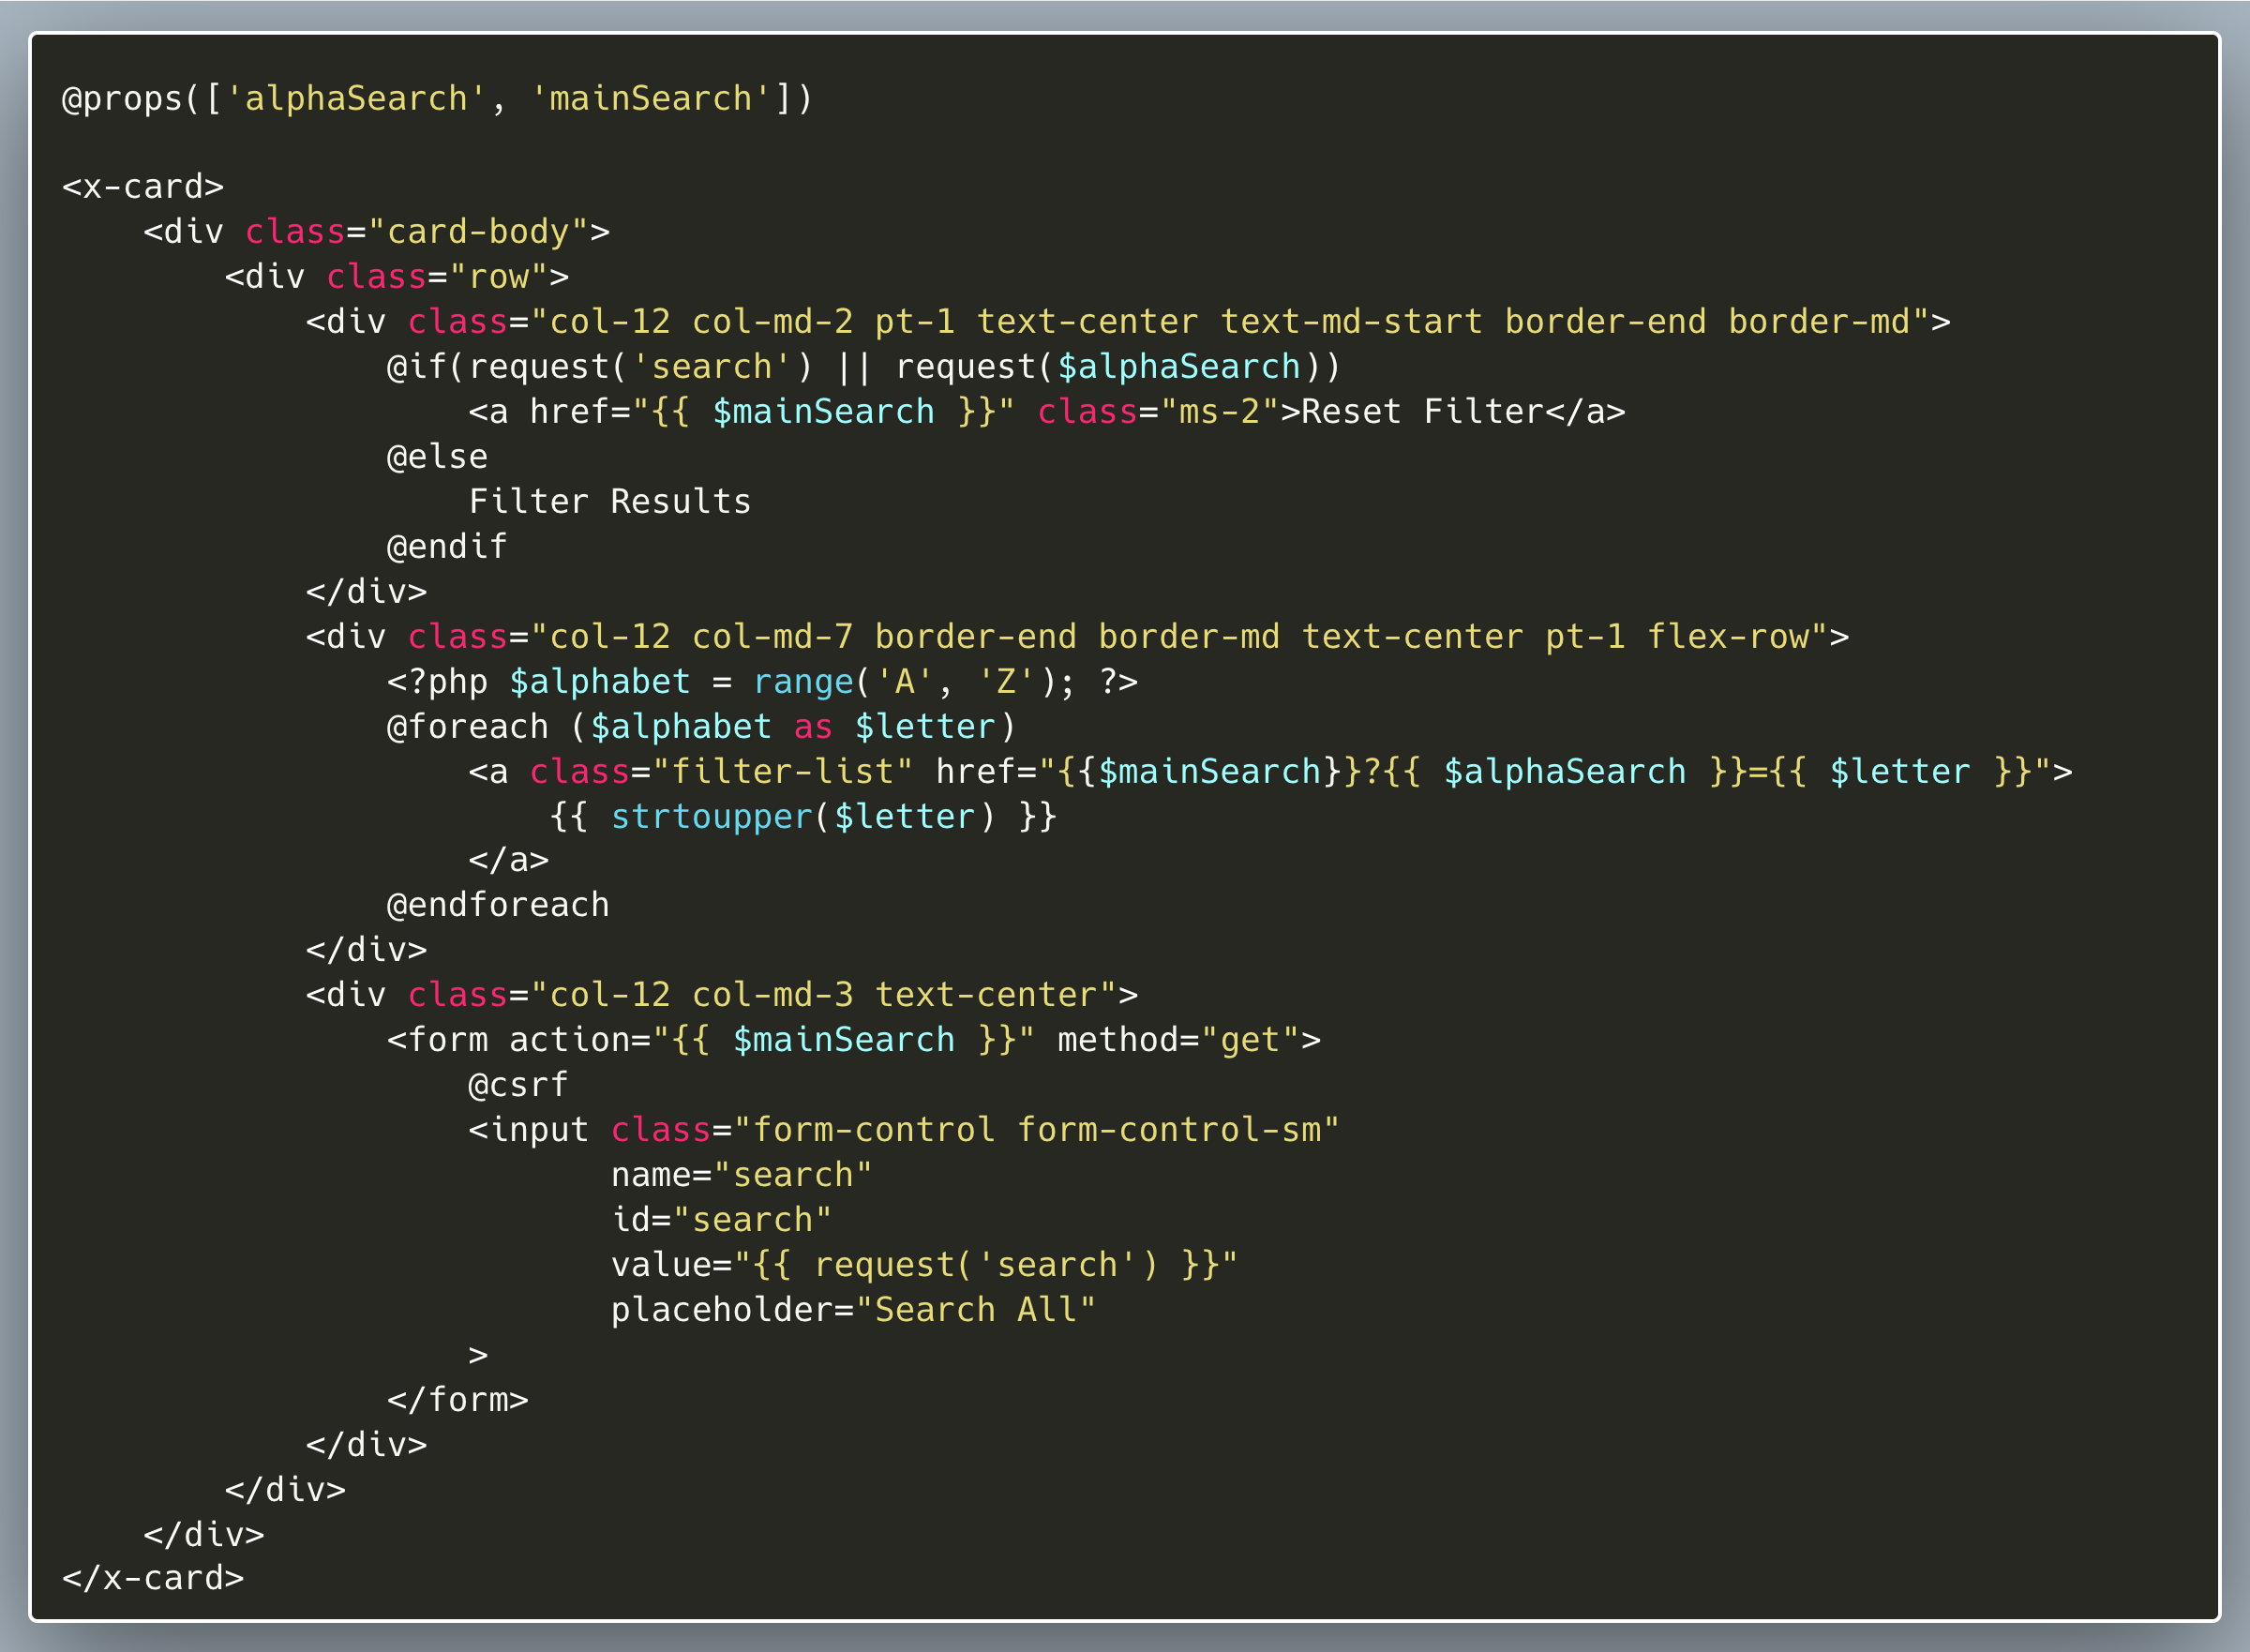 @props(['alphaSearch', 'mainSearch'])

<x-card>
    <div class="card-body">
        <div class="row">
            <div class="col-12 col-md-2 pt-1 text-center text-md-start border-end border-md">
                @if(request('search') || request($alphaSearch))
                    <a href="{{ $mainSearch }}" class="ms-2">Reset Filter</a>
                @else
                    Filter Results
                @endif
            </div>
            <div class="col-12 col-md-7 border-end border-md text-center pt-1 flex-row">
                <?php $alphabet = range('A', 'Z'); ?>
                @foreach ($alphabet as $letter)
                    <a class="filter-list" href="{{$mainSearch}}?{{ $alphaSearch }}={{ $letter }}">
                        {{ strtoupper($letter) }}
                    </a>
                @endforeach
            </div>
            <div class="col-12 col-md-3 text-center">
                <form action="{{ $mainSearch }}" method="get">
                    @csrf
                    <input class="form-control form-control-sm"
                           name="search"
                           id="search"
                           value="{{ request('search') }}"
                           placeholder="Search All"
                    >
                </form>
            </div>
        </div>
    </div>
</x-card>